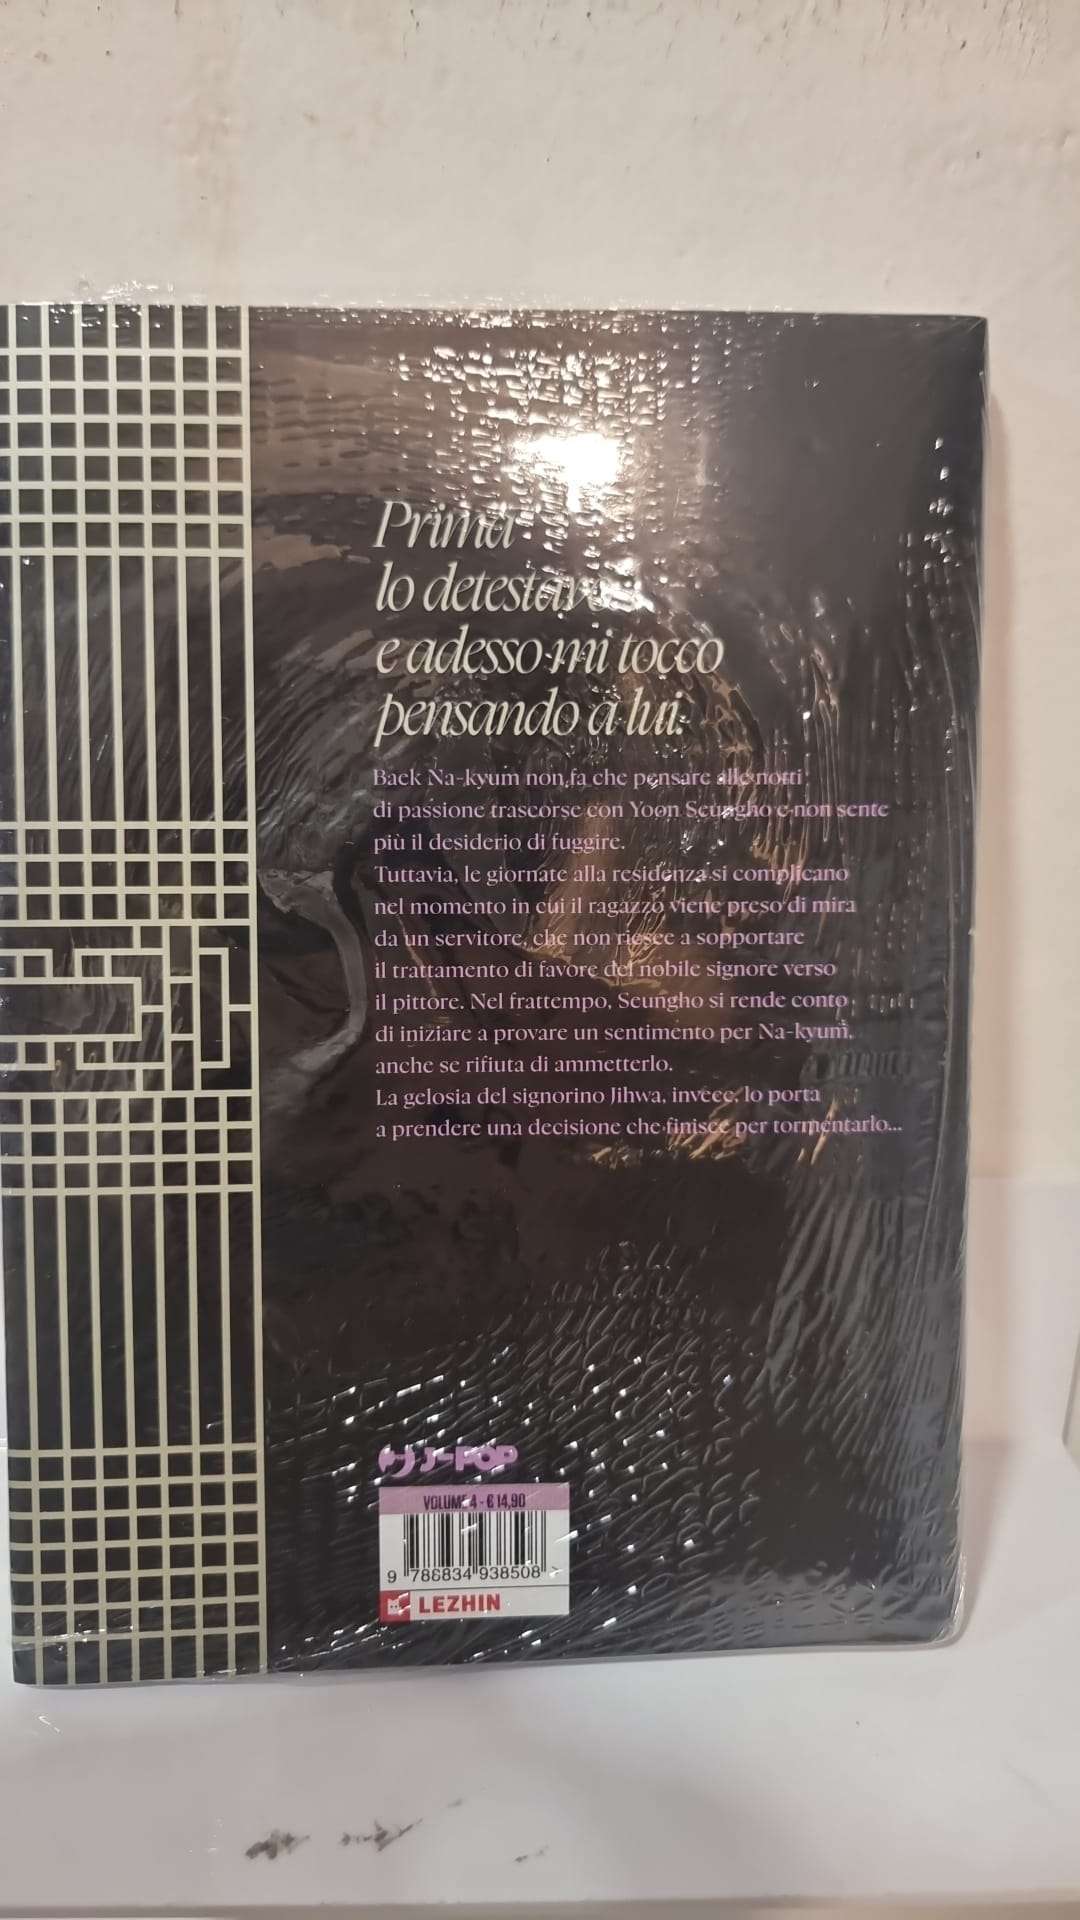 Prima
lo detestavo
e adesso mi tocco
pensando a lui.
Baek Na-kyum non fa che pensare alle notti
di passione trascorse con Yoon Seungho e non sente
più il desiderio di fuggire.
Tuttavia, le giornate alla residenza si complicano
nel momento in cui il ragazzo viene preso di mira
da un servitore, che non riesce a sopportare
il trattamento di favore del nobile signore verso
il pittore. Nel frattempo, Seungho si rende conto
di iniziare a provare un sentimento per Na-kyum,
anche se rifiuta di ammetterlo.
La gelosia del signorino Jihwa, invece, lo porta
a prendere una decisione che finisce per tormentarlo...
J-POP
VOLUME 4 - € 14,90
9 786834 938508 >
LEZHIN